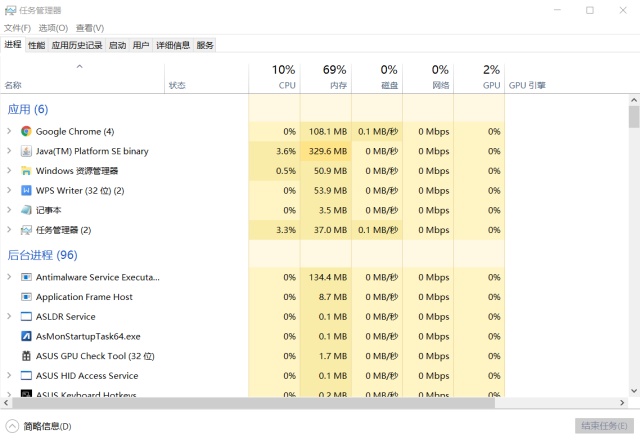 任务管理器
文件(F) 选项(O) 查看(V)
进程 性能 应用历史记录 启动 用户 详细信息 服务
10% 69% 0% 0% 2%
名称 状态 CPU 内存 磁盘 网络 GPU GPU 引擎
应用 (6)
Google Chrome (4) 0% 108.1 MB 0.1 MB/秒 0 Mbps 0%
Java(TM) Platform SE binary 3.6% 329.6 MB 0 MB/秒 0 Mbps 0%
Windows 资源管理器 0.5% 50.9 MB 0 MB/秒 0 Mbps 0%
WPS Writer (32 位) (2) 0% 53.9 MB 0 MB/秒 0 Mbps 0%
记事本 0% 3.5 MB 0 MB/秒 0 Mbps 0%
任务管理器 (2) 3.3% 37.0 MB 0.1 MB/秒 0 Mbps 0%
后台进程 (96)
Antimalware Service Executa... 0% 134.4 MB 0 MB/秒 0 Mbps 0%
Application Frame Host 0% 8.7 MB 0 MB/秒 0 Mbps 0%
ASLDR Service 0% 0.1 MB 0 MB/秒 0 Mbps 0%
AsMonStartupTask64.exe 0% 0.1 MB 0 MB/秒 0 Mbps 0%
ASUS GPU Check Tool (32 位) 0% 1.7 MB 0 MB/秒 0 Mbps 0%
ASUS HID Access Service 0% 0.1 MB 0 MB/秒 0 Mbps 0%
ASUS Keyboard Hotkeys 0% 0.2 MB 0 MB/秒 0 Mbps 0%
简略信息(D) 结束任务(E)